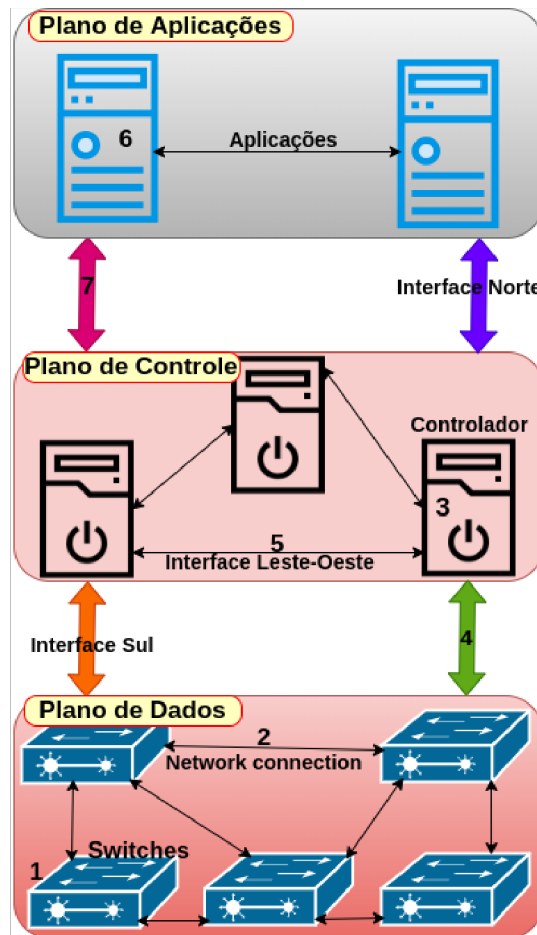 Plano de Aplicações
6
Aplicações
7
Interface Norte
Plano de Controle
Controlador
3
5
Interface Leste-Oeste
Interface Sul
4
Plano de Dados
2
Network connection
Switches
1